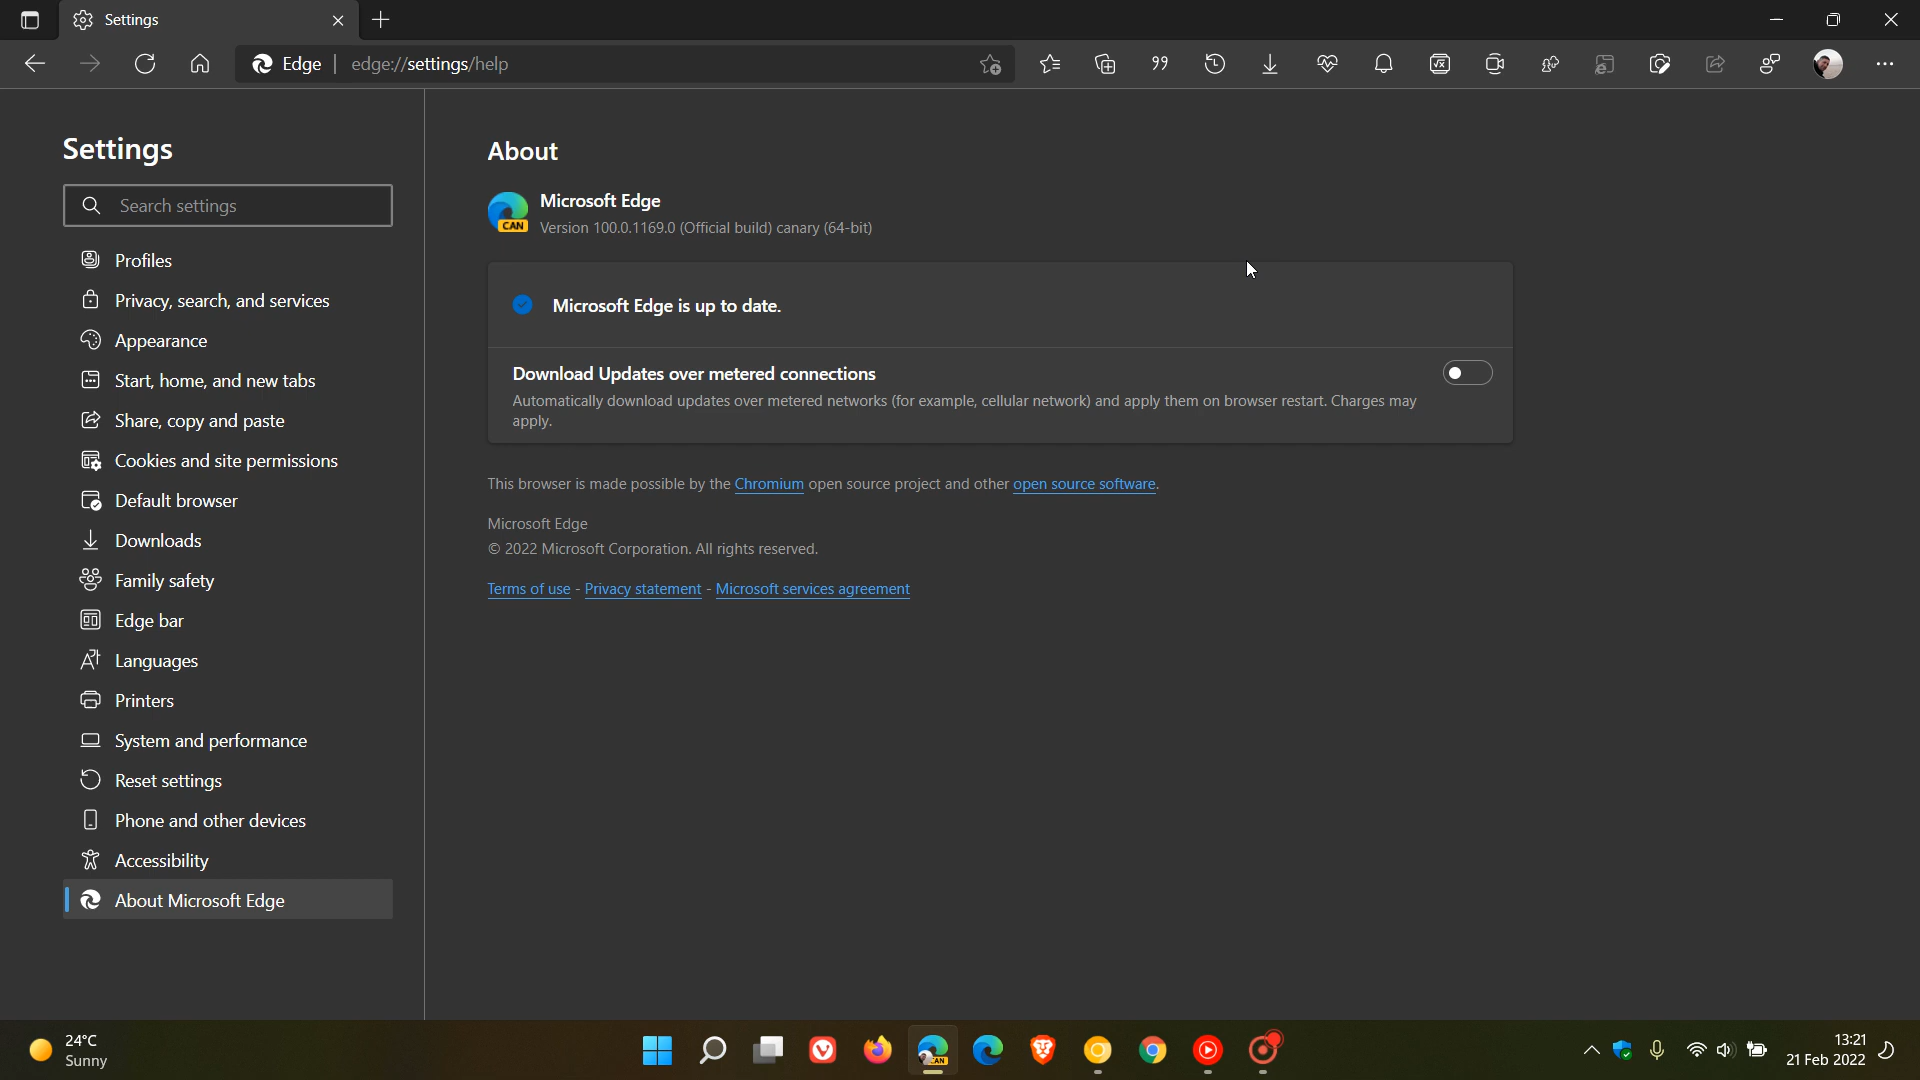 Settings
Edge
edge://settings/help
Settings
Search settings
Profiles
Privacy, search, and services
Appearance
Start, home, and new tabs
Share, copy and paste
Cookies and site permissions
Default browser
Downloads
Family safety
Edge bar
Languages
Printers
System and performance
Reset settings
Phone and other devices
Accessibility
About Microsoft Edge
About
CAN
Microsoft Edge
Version 100.0.1169.0 (Official build) canary (64-bit)
Microsoft Edge is up to date.
Download Updates over metered connections
Automatically download updates over metered networks (for example, cellular network) and apply them on browser restart. Charges may
apply.
This browser is made possible by the Chromium open source project and other open source software.
Microsoft Edge
© 2022 Microsoft Corporation. All rights reserved.
Terms of use - Privacy statement - Microsoft services agreement
24°C
Sunny
CAN
13:21
21 Feb 2022